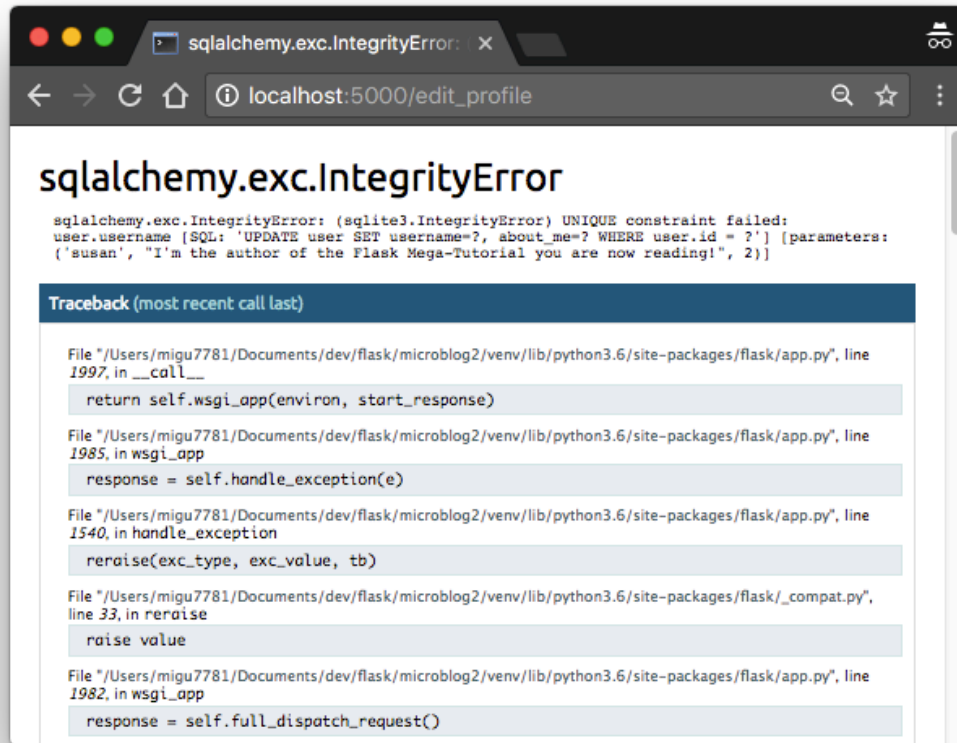 sqlalchemy.exc.IntegrityError:
localhost:5000/edit_profile
sqlalchemy.exc.IntegrityError
sqlalchemy.exc.IntegrityError: (sqlite3.IntegrityError) UNIQUE constraint failed:
user.username [SQL: 'UPDATE user SET username=?, about_me=? WHERE user.id = ?'] [parameters:
('susan', "I'm the author of the Flask Mega-Tutorial you are now reading!", 2)]
Traceback (most recent call last)
File "/Users/migu7781/Documents/dev/flask/microblog2/venv/lib/python3.6/site-packages/flask/app.py", line
1997, in __call__
return self.wsgi_app(environ, start_response)
File "/Users/migu7781/Documents/dev/flask/microblog2/venv/lib/python3.6/site-packages/flask/app.py", line
1985, in wsgi_app
response = self.handle_exception(e)
File "/Users/migu7781/Documents/dev/flask/microblog2/venv/lib/python3.6/site-packages/flask/app.py", line
1540, in handle_exception
reraise(exc_type, exc_value, tb)
File "/Users/migu7781/Documents/dev/flask/microblog2/venv/lib/python3.6/site-packages/flask/_compat.py",
line 33, in reraise
raise value
File "/Users/migu7781/Documents/dev/flask/microblog2/venv/lib/python3.6/site-packages/flask/app.py", line
1982, in wsgi_app
response = self.full_dispatch_request()